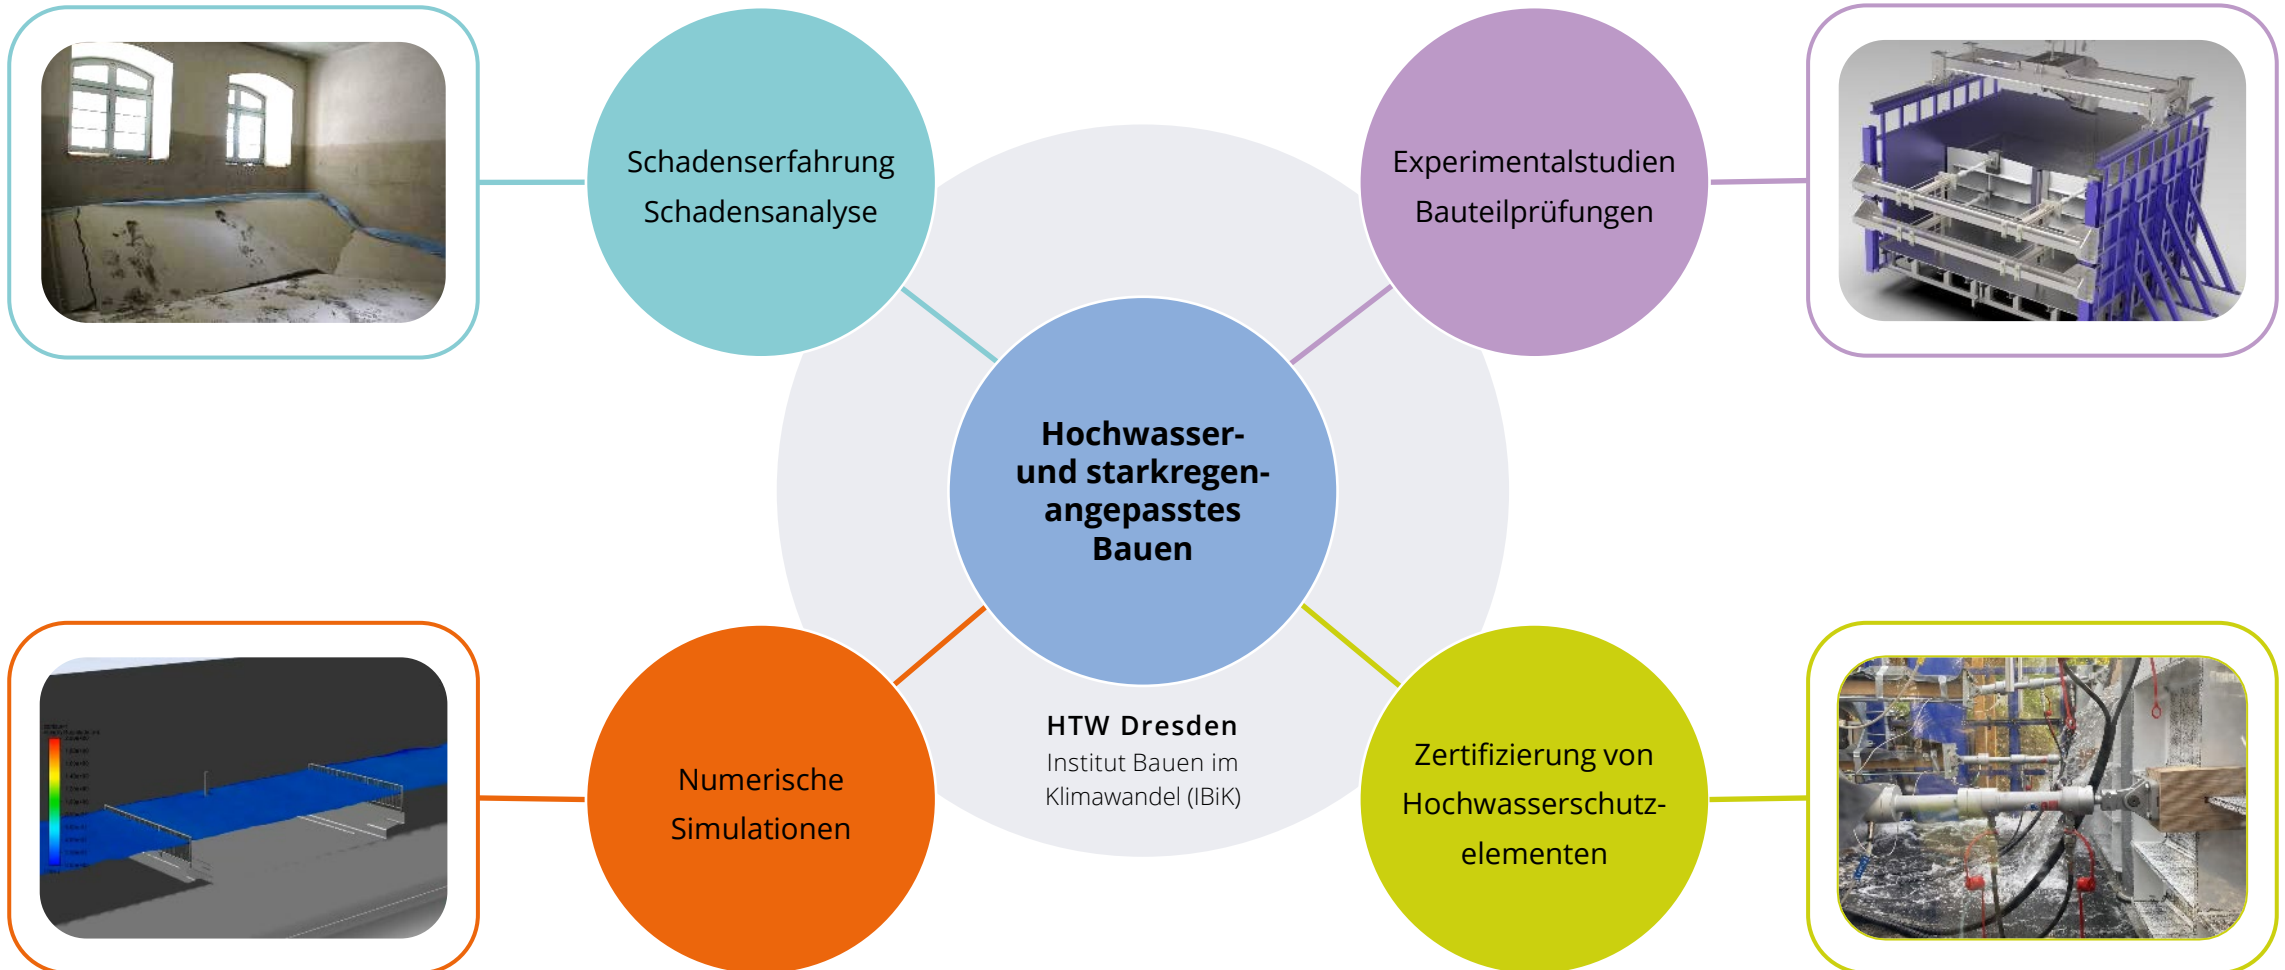 Schadenserfahrung
Schadensanalyse
Experimentalstudien
Bauteilprüfungen
Hochwasser-
und starkregen-
angepasstes
Bauen
HTW Dresden
Institut Bauen im
Klimawandel (IBiK)
Numerische
Simulationen
Zertifizierung von
Hochwasserschutz-
elementen